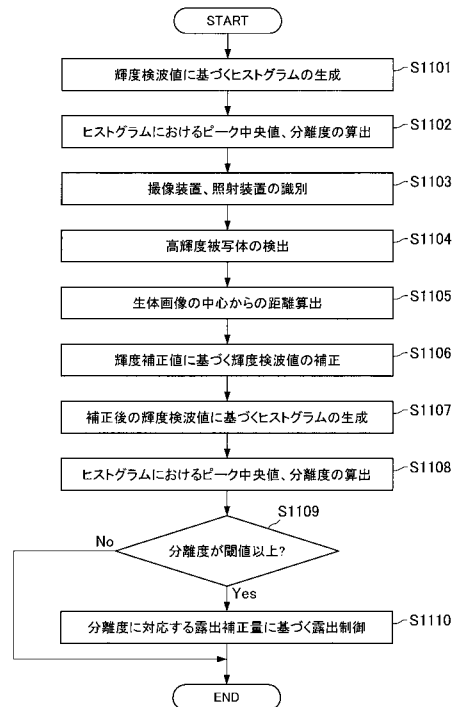 START
輝度検波値に基づくヒストグラムの生成
S1101
ヒストグラムにおけるピーク中央値、分離度の算出
S1102
撮像装置、照射装置の識別
S1103
高輝度被写体の検出
S1104
生体画像の中心からの距離算出
S1105
輝度補正値に基づく輝度検波値の補正
S1106
補正後の輝度検波値に基づくヒストグラムの生成
S1107
ヒストグラムにおけるピーク中央値、分離度の算出
S1108
S1109
分離度が閾値以上?
No
Yes
分離度に対応する露出補正量に基づく露出制御
S1110
END